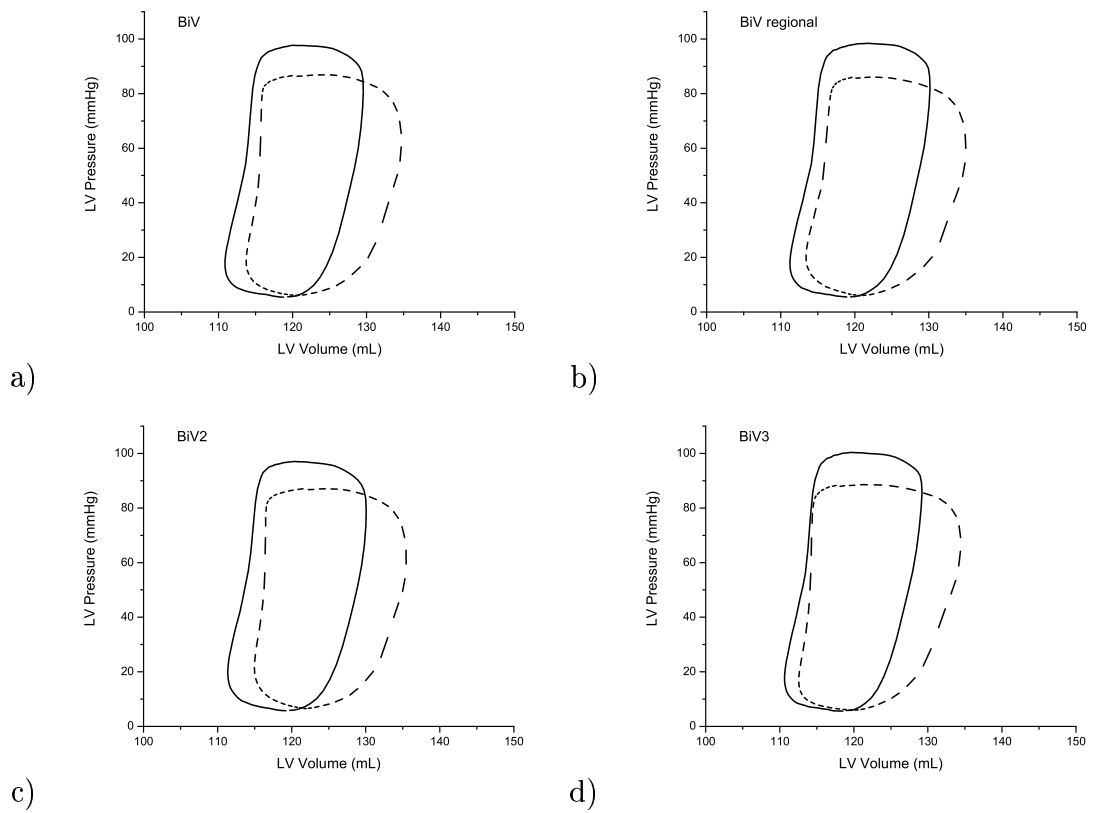 BiV
LV Pressure (mmHg)
100
80
60
40
20
0
100 110 120 130 140 150
LV Volume (mL)
a)
BiV regional
LV Pressure (mmHg)
100
80
60
40
20
0
100 110 120 130 140 150
LV Volume (mL)
b)
BiV2
LV Pressure (mmHg)
100
80
60
40
20
0
100 110 120 130 140 150
LV Volume (mL)
c)
BiV3
LV Pressure (mmHg)
100
80
60
40
20
0
100 110 120 130 140 150
LV Volume (mL)
d)